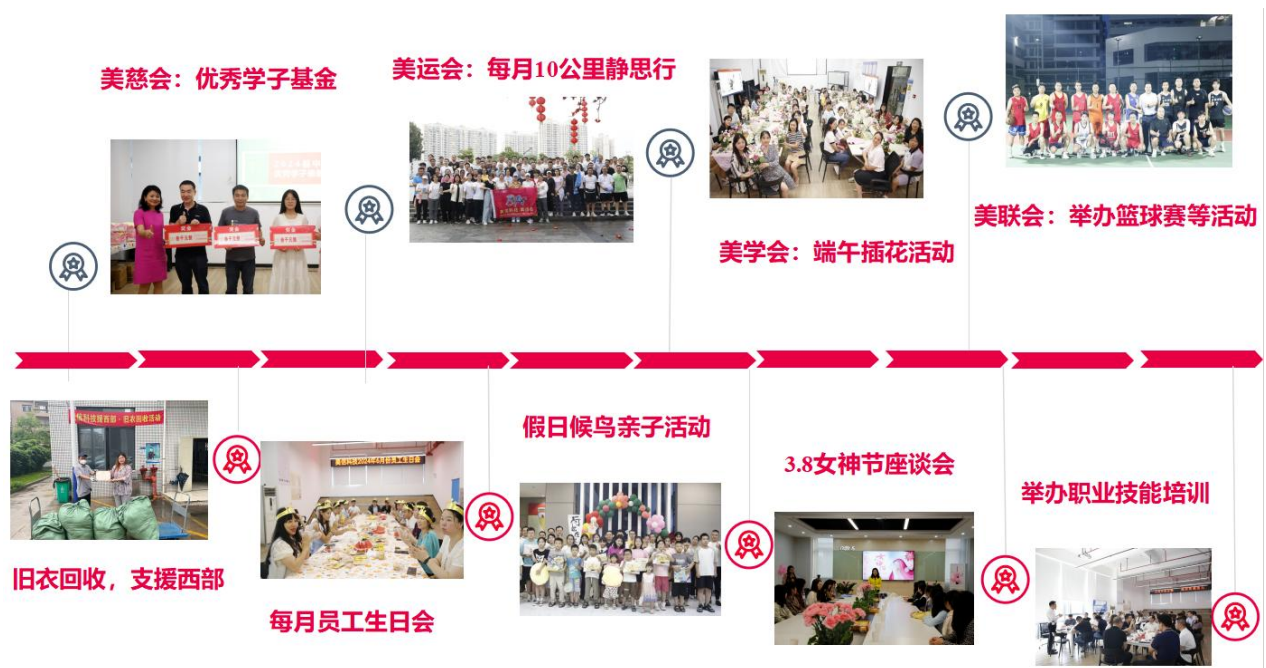 美慈会：优秀学子基金
美运会：每月10公里静思行
美学会：端午插花活动
美联会：举办篮球赛等活动
旧衣回收，支援西部
每月员工生日会
假日候鸟亲子活动
3.8女神节座谈会
举办职业技能培训